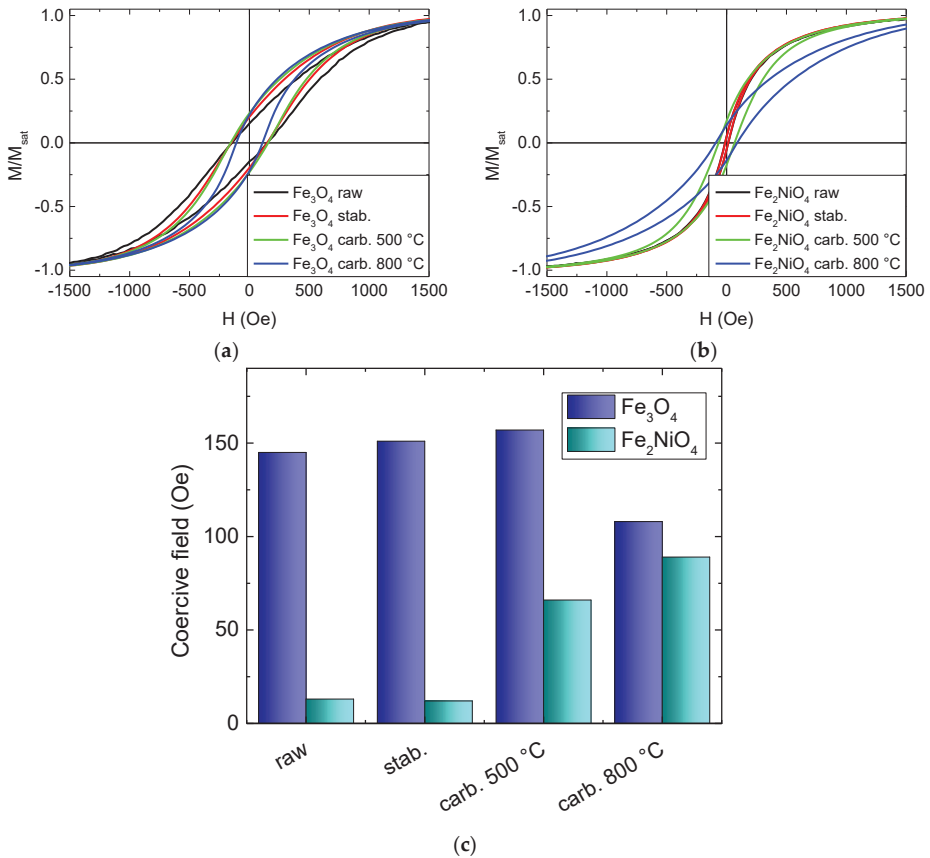 1.0
0.5
0.0
-0.5
-1.0
M/Msat
Fe3O4 raw
Fe3O4 stab.
Fe3O4 carb. 500 °C
Fe3O4 carb. 800 °C
-1500 -1000 -500 0 500 1000 1500
H (Oe)
(a)
1.0
0.5
0.0
-0.5
-1.0
M/Msat
Fe2NiO4 raw
Fe2NiO4 stab.
Fe2NiO4 carb. 500 °C
Fe2NiO4 carb. 800 °C
-1500 -1000 -500 0 500 1000 1500
H (Oe)
(b)
Fe3O4
Fe2NiO4
150
100
50
0
Coercive field (Oe)
raw
stab.
carb. 500 °C
carb. 800 °C
(c)